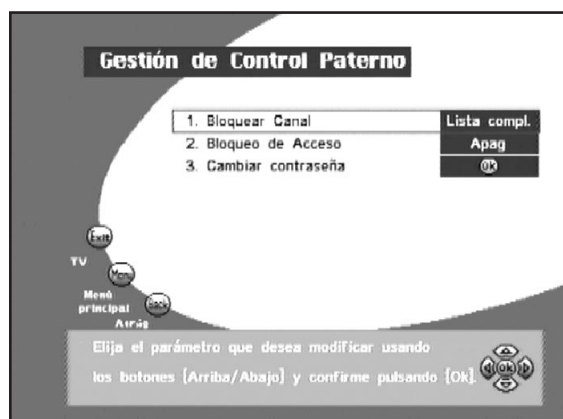 Gestión de Control Paterno
1. Bloquear Canal Lista compl.
2. Bloqueo de Acceso Apag
3. Cambiar contraseña Ok
Exit
TV
Menu
Menú
principal
Back
Atrás
Elija el parámetro que desea modificar usando
los botones [Arriba/Abajo] y confirme pulsando [Ok].
Ok